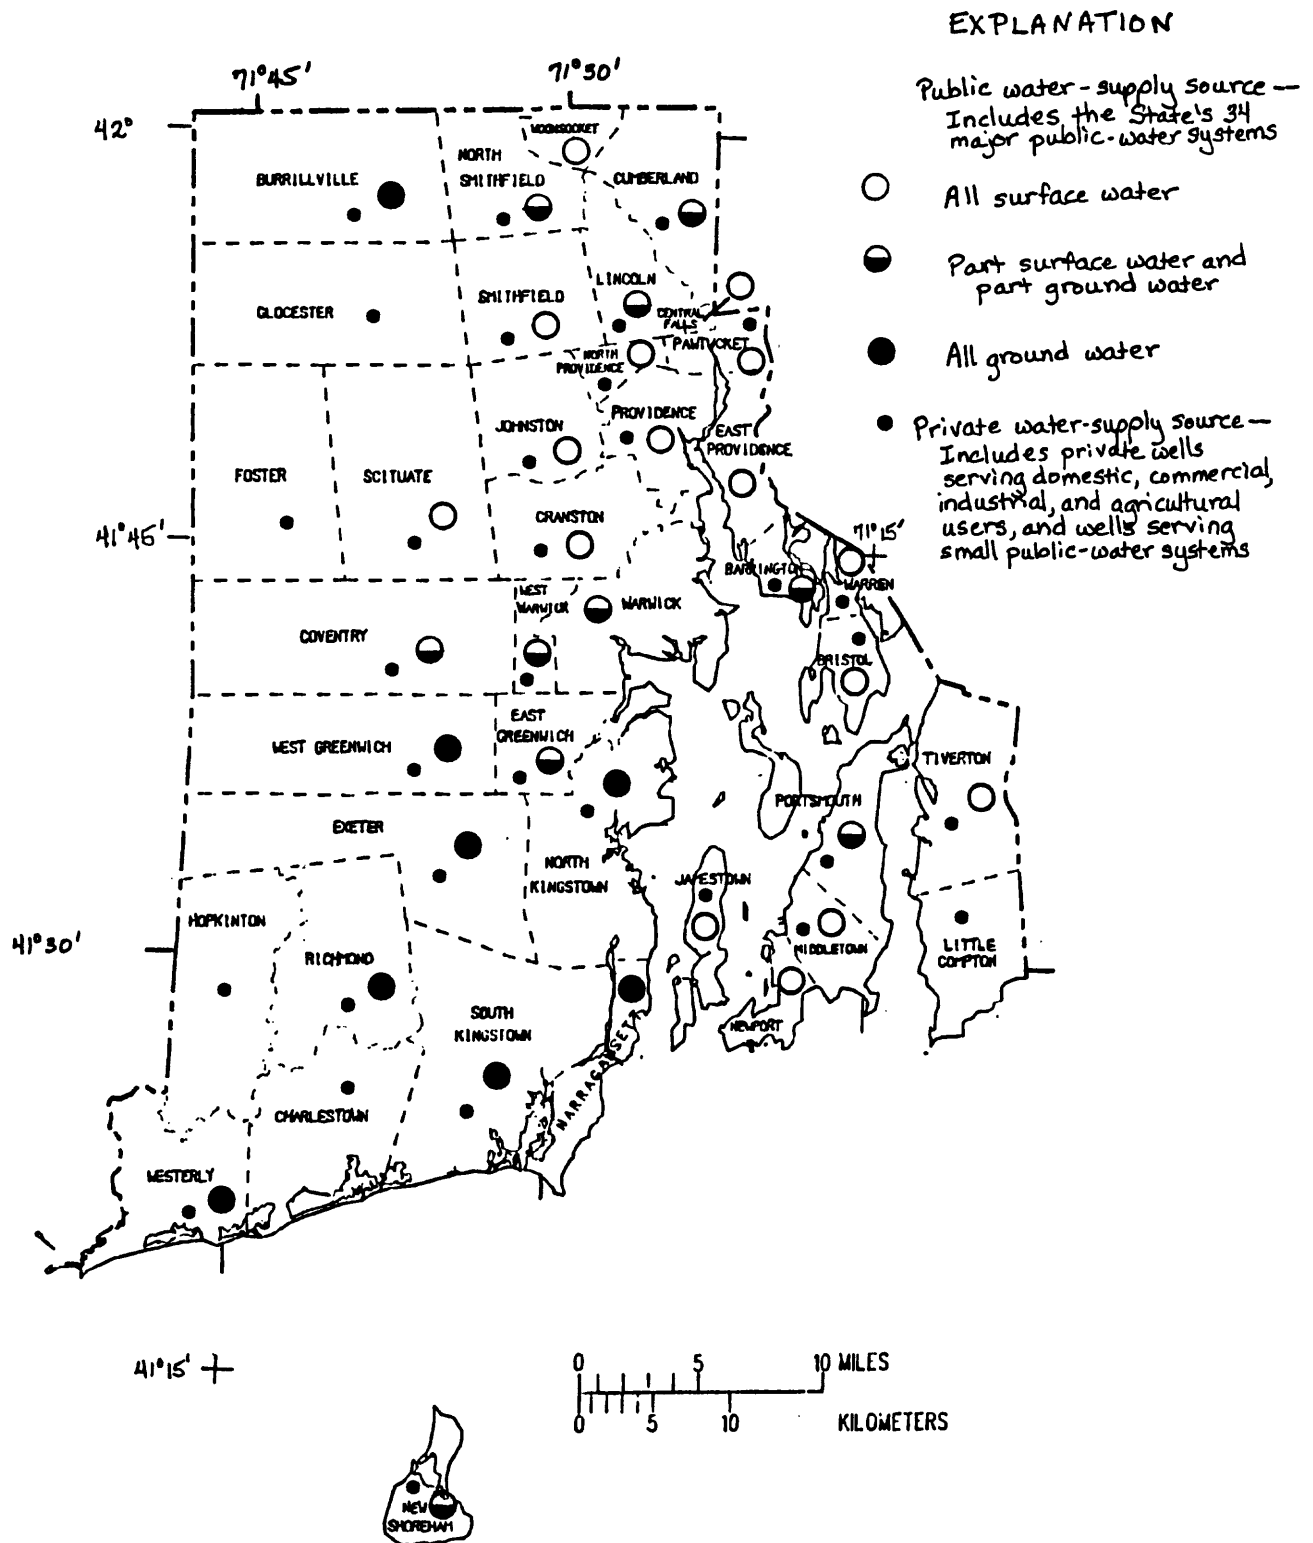 EXPLANATION
Public water-supply source —
Includes the State's 34
major public-water systems
All surface water
Part surface water and
part ground water
All ground water
Private water-supply source —
Includes private wells
serving domestic, commercial,
industrial, and agricultural
users, and wells serving
small public-water systems
71°45'
71°30'
42°
WOONSOCKET
NORTH
SMITHFIELD
BURRILLVILLE
CUMBERLAND
GLOCESTER
SMITHFIELD
LINCOLN
CENTRAL
FALLS
PAWTUCKET
NORTH
PROVIDENCE
JOHNSTON
PROVIDENCE
EAST
PROVIDENCE
FOSTER
SCITUATE
CRANSTON
41°45'
71°15'
BARRINGTON
WARREN
WEST
WARWICK
WARWICK
COVENTRY
BRISTOL
EAST
GREENWICH
WEST GREENWICH
TIVERTON
PORTSMOUTH
EXETER
NORTH
KINGSTOWN
JAMESTOWN
HOPKINTON
41°30'
RICHMOND
MIDDLETOWN
LITTLE
COMPTON
SOUTH
KINGSTOWN
NEWPORT
NARRAGANSETT
CHARLESTOWN
WESTERLY
41°15'
0 5 10 MILES
0 5 10 KILOMETERS
NEW
SHOREHAM